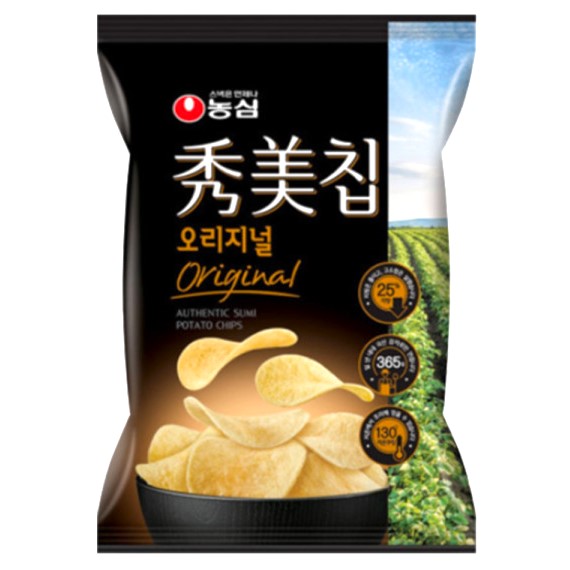 스낵은 언제나
농심
秀美칩
오리지널
Original
AUTHENTIC SUMI
POTATO CHIPS
25%
365
130°